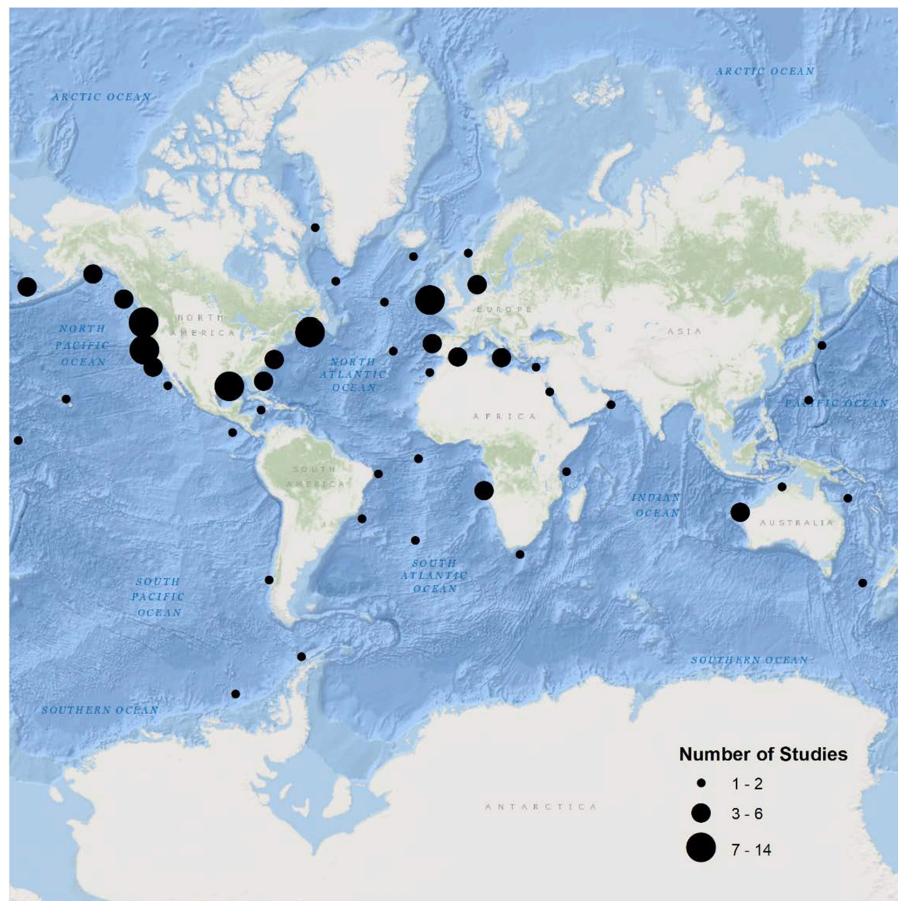 ARCTIC OCEAN
ARCTIC OCEAN
NORTH
AMERICA
EUROPE
ASIA
NORTH
PACIFIC
OCEAN
NORTH
ATLANTIC
OCEAN
AFRICA
PACIFIC OCEAN
SOUTH
AMERICA
INDIAN
OCEAN
AUSTRALIA
SOUTH
ATLANTIC
OCEAN
SOUTH
PACIFIC
OCEAN
SOUTHERN OCEAN
SOUTHERN OCEAN
ANTARCTICA
Number of Studies
1 - 2
3 - 6
7 - 14